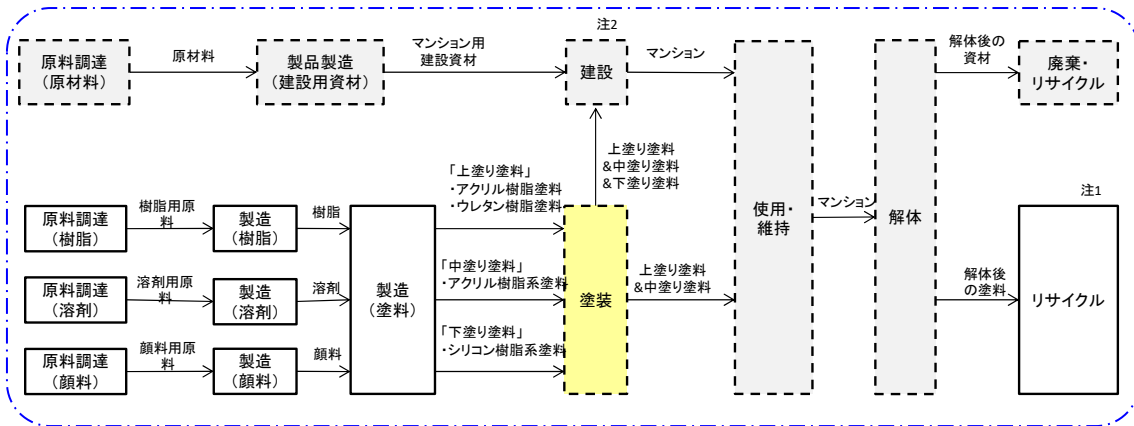 注2
原料調達
（原材料）
原材料
製品製造
（建設用資材）
マンション用
建設資材
建設
マンション
解体後の
資材
廃棄・
リサイクル
上塗り塗料
&中塗り塗料
&下塗り塗料
「上塗り塗料」
・アクリル樹脂塗料
・ウレタン樹脂塗料
注1
原料調達
（樹脂）
樹脂用原
料
製造
（樹脂）
樹脂
使用・
維持
マンション
解体
原料調達
（溶剤）
溶剤用原
料
製造
（溶剤）
溶剤
製造
（塗料）
「中塗り塗料」
・アクリル樹脂系塗料
塗装
上塗り塗料
&中塗り塗料
解体後
の塗料
リサイクル
原料調達
（顔料）
顔料用原
料
製造
（顔料）
顔料
「下塗り塗料」
・シリコン樹脂系塗料